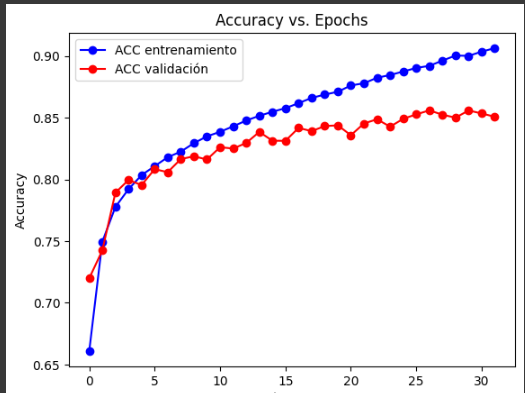 Accuracy vs. Epochs
ACC entrenamiento
ACC validación
Accuracy
0.90
0.85
0.80
0.75
0.70
0.65
0 5 10 15 20 25 30